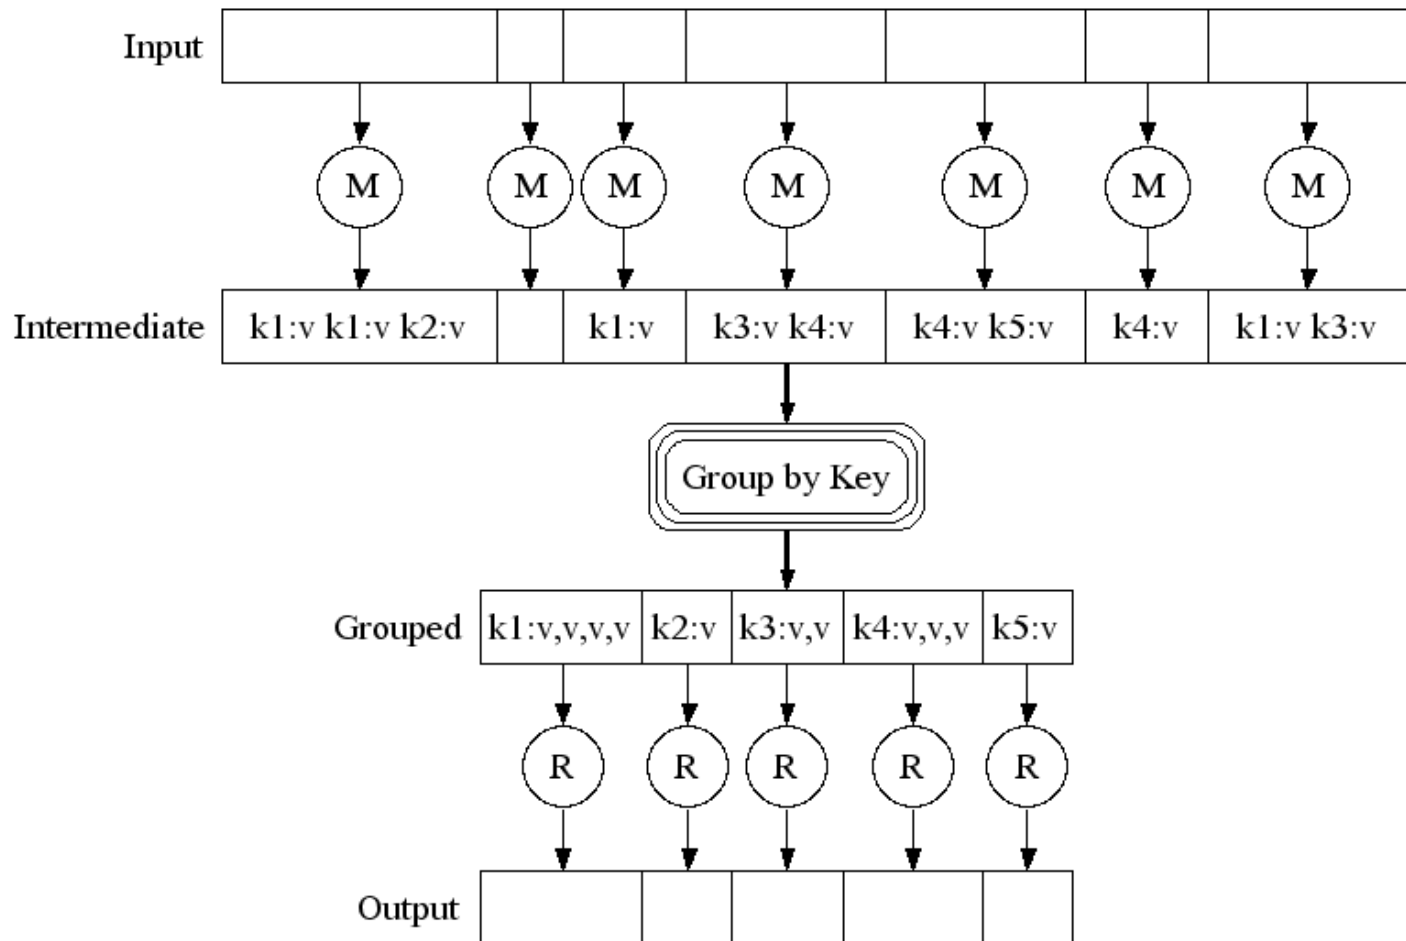 Input
M M M M M M M
Intermediate k1:v k1:v k2:v k1:v k3:v k4:v k4:v k5:v k4:v k1:v k3:v
Group by Key
Grouped k1:v,v,v,v k2:v k3:v,v k4:v,v,v k5:v
R R R R R
Output